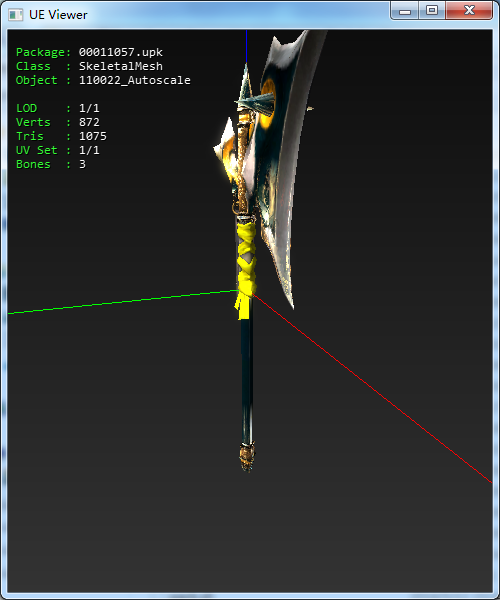 UE Viewer
Package: 00011057.upk
Class  : SkeletalMesh
Object : 110022_Autoscale
LOD    : 1/1
Verts  : 872
Tris   : 1075
UV Set : 1/1
Bones  : 3